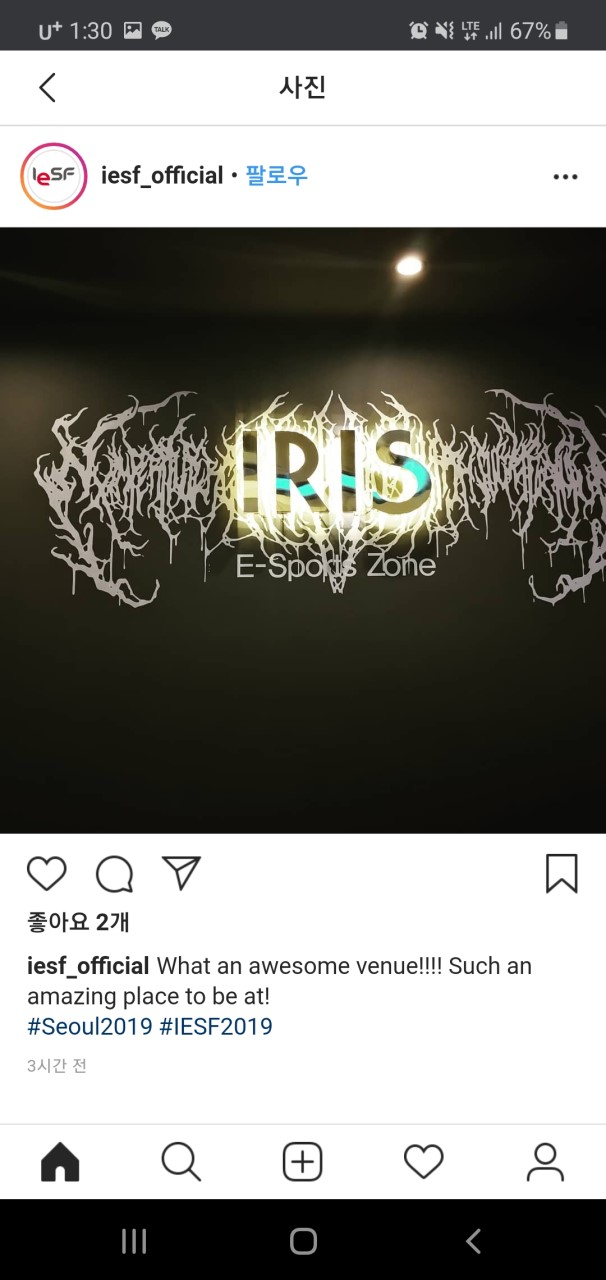 U+ 1:30 TALK LTE 67%
사진
IeSF iesf_official • 팔로우
IRIS
E-Sports Zone
좋아요 2개
iesf_official What an awesome venue!!!! Such an
amazing place to be at!
#Seoul2019 #IESF2019
3시간 전